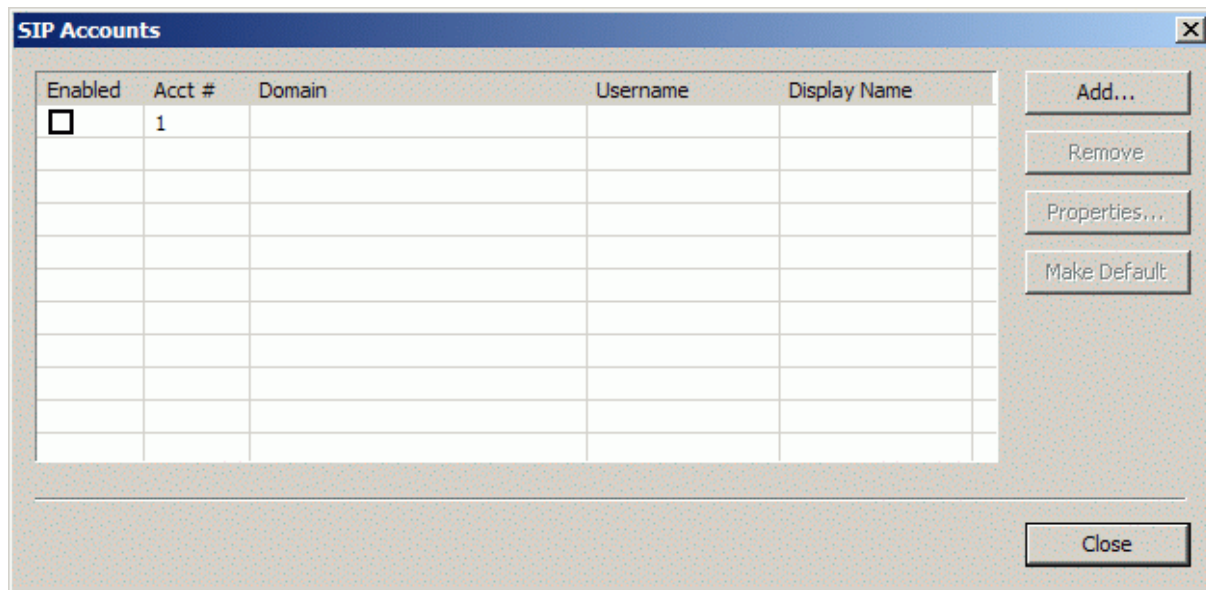 SIP Accounts
Enabled Acct # Domain Username Display Name
1
Add...
Remove
Properties...
Make Default
Close